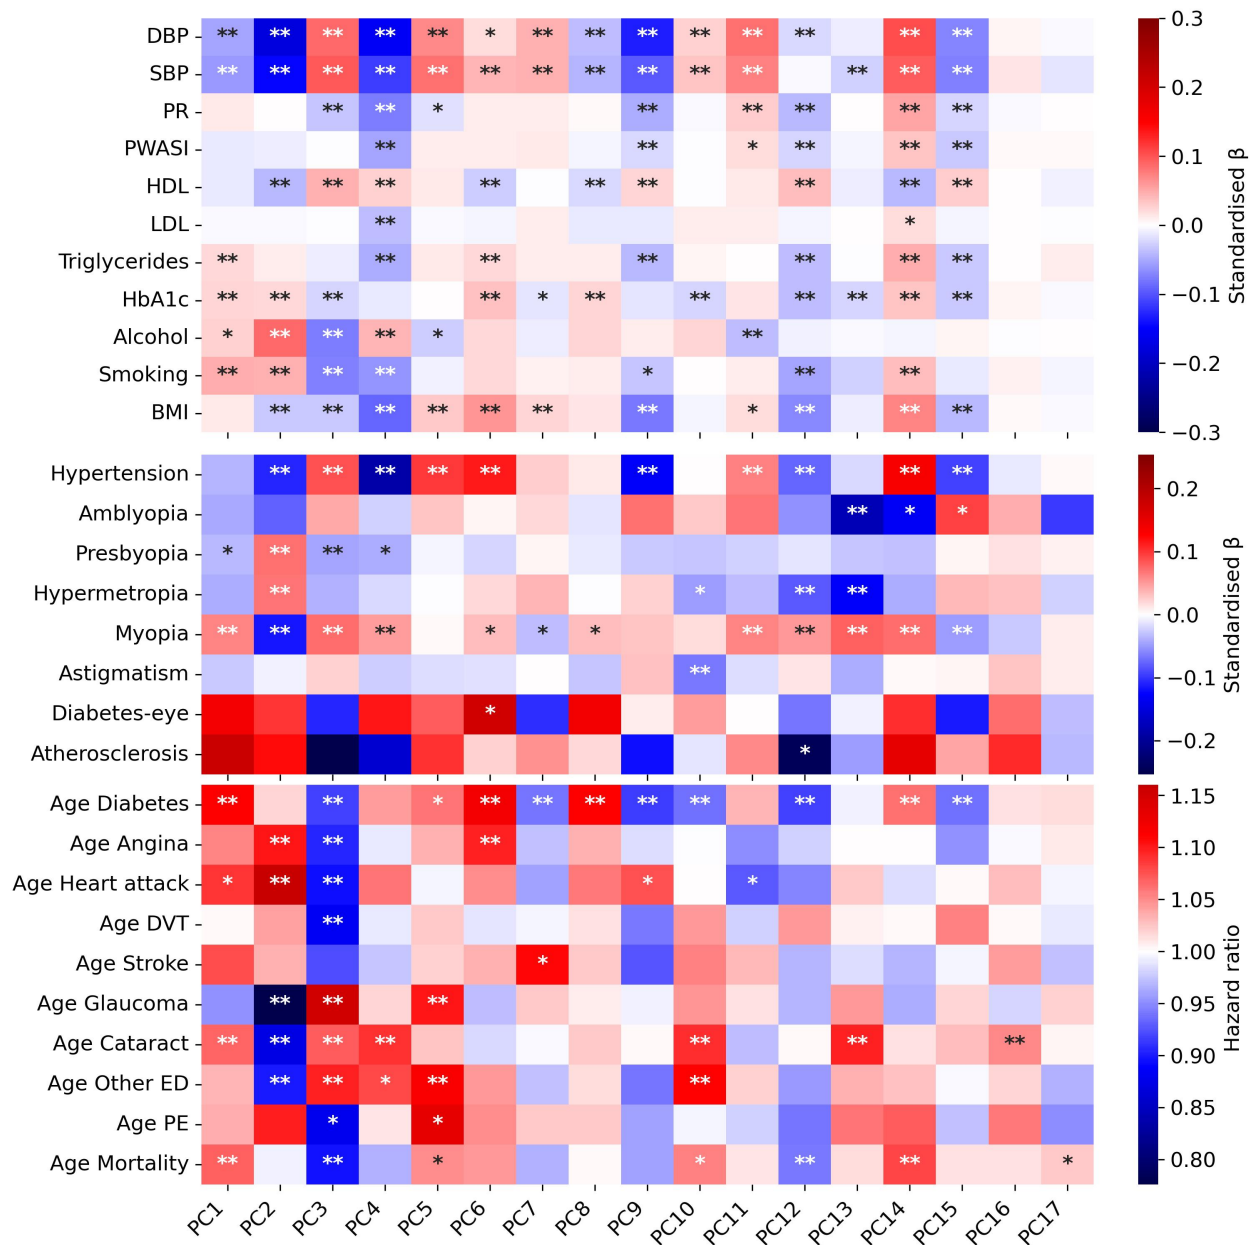 DBP ** ** ** ** ** * ** ** ** ** ** ** ** **
SBP ** ** ** ** ** ** ** ** ** ** ** ** ** **
PR ** ** * ** ** ** ** **
PWASI ** ** * ** ** **
HDL ** ** ** ** ** ** ** ** **
LDL ** *
Triglycerides ** ** ** ** ** ** **
HbA1c ** ** ** ** * ** ** ** ** ** **
Alcohol * ** ** ** * **
Smoking ** ** ** ** * ** **
BMI ** ** ** ** ** ** ** * ** ** **
0.3
0.2
0.1
0.0
−0.1
−0.2
−0.3
Standardised β
Hypertension ** ** ** ** ** ** ** ** ** **
Amblyopia ** * *
Presbyopia * ** ** *
Hypermetropia ** * ** **
Myopia ** ** ** ** * * * ** ** ** ** **
Astigmatism **
Diabetes-eye *
Atherosclerosis *
0.2
0.1
0.0
−0.1
−0.2
Standardised β
Age Diabetes ** ** * ** ** ** ** ** ** ** **
Age Angina ** ** **
Age Heart attack * ** ** * *
Age DVT **
Age Stroke *
Age Glaucoma ** ** **
Age Cataract ** ** ** ** ** ** **
Age Other ED ** ** * ** **
Age PE * *
Age Mortality ** ** * * ** ** *
1.15
1.10
1.05
1.00
0.95
0.90
0.85
0.80
Hazard ratio
PC1 PC2 PC3 PC4 PC5 PC6 PC7 PC8 PC9 PC10 PC11 PC12 PC13 PC14 PC15 PC16 PC17